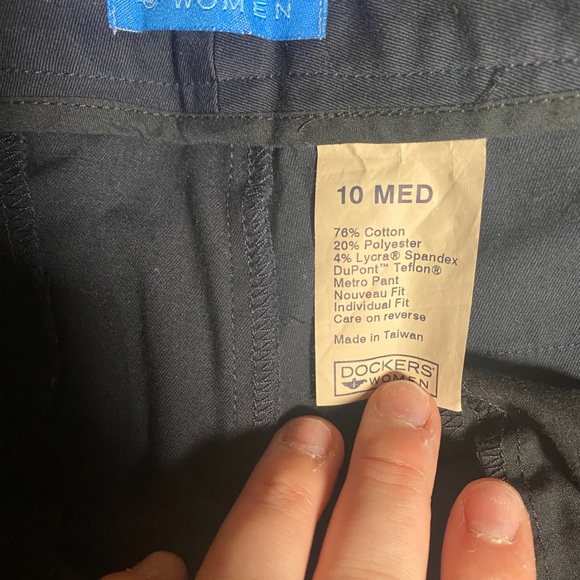 WOMEN
10 MED
76% Cotton
20% Polyester
4% Lycra® Spandex
DuPont™ Teflon®
Metro Pant
Nouveau Fit
Individual Fit
Care on reverse
Made in Taiwan
DOCKERS®
WOMEN